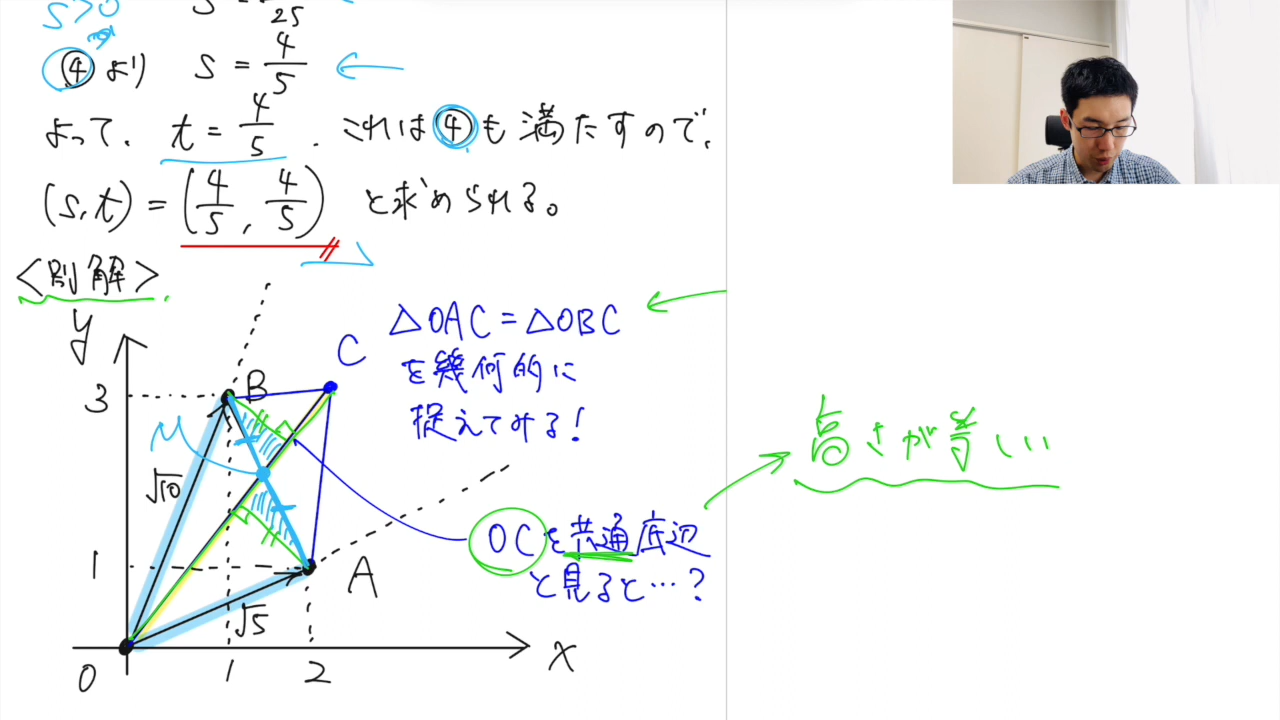 s>0
25
④より s = 4/5
よって、t = 4/5 . これは④も満たすので、
(s,t) = (4/5, 4/5) と求められる。
<別解>
y
△OAC = △OBC
C
を幾何的に
3
B
捉えてみる!
M
高さが等しい
√10
OCを共通底辺
1
A
と見ると…?
√5
0
1
2
x